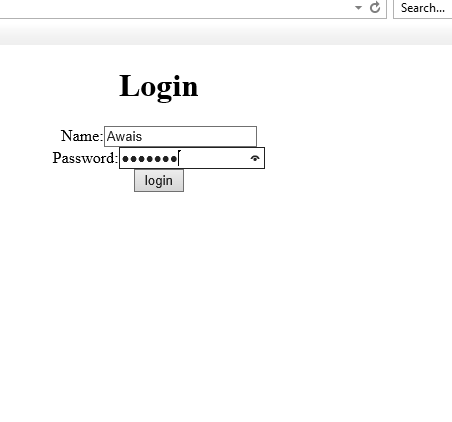 Search...
Login
Name: Awais
Password: •••••••
login